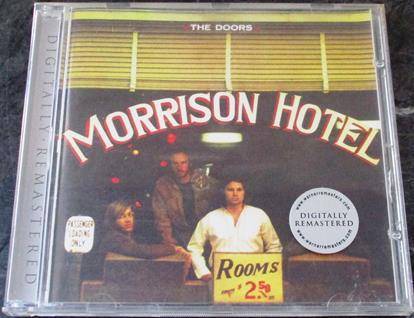 THE DOORS
MORRISON HOTEL
DIGITALLY REMASTERED
PASSENGER
LOADING
ONLY
www.warnerremasters.com
DIGITALLY
REMASTERED
www.warnerremasters.com
ROOMS
2.50